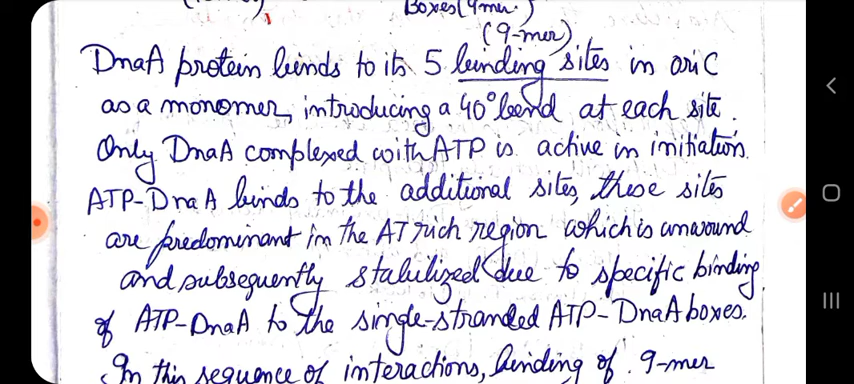 Boxes (9mer)
(9-mer)
DnaA protein binds to its 5 binding sites in oriC
as a monomer, introducing a 40° bend at each site.
Only DnaA complexed with ATP is active in initiation.
ATP-DnaA binds to the additional sites, these sites
are predominant in the AT rich region which is unwound
and subsequently stabilized due to specific binding
of ATP-DnaA to the single-stranded ATP-DnaA boxes.
In this sequence of interactions, binding of 9-mer